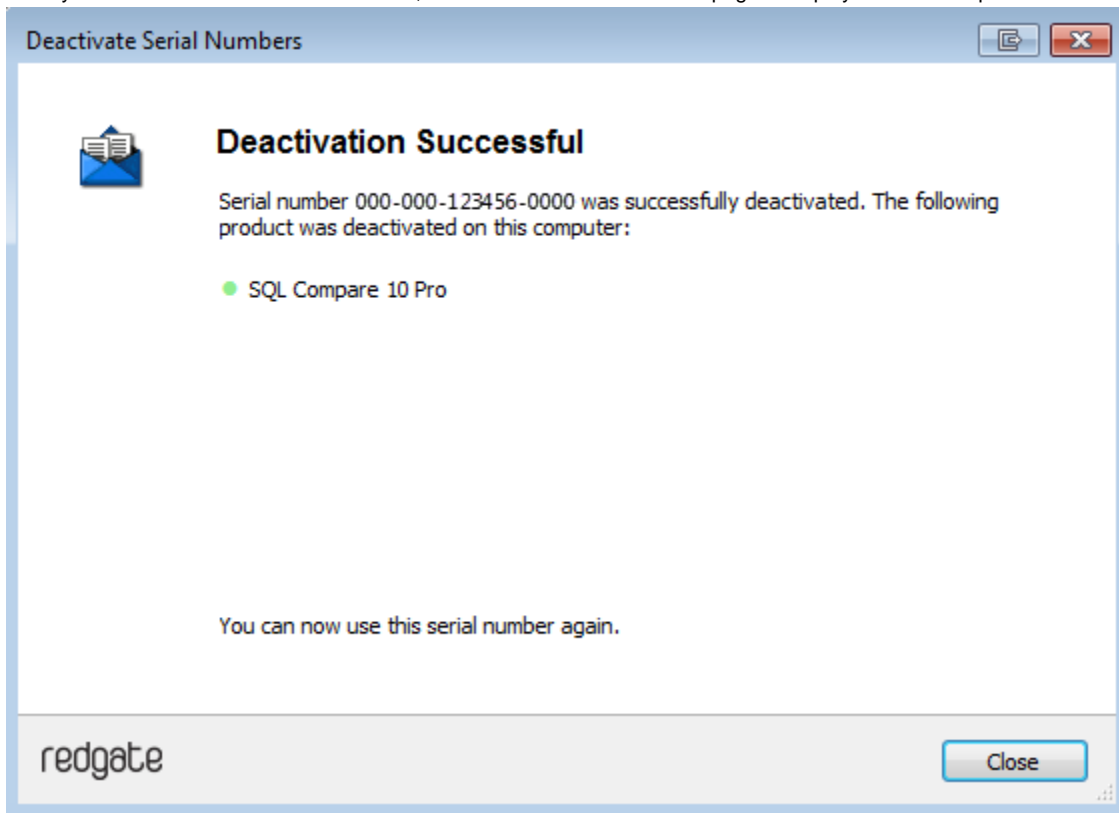 Deactivate Serial Numbers
Deactivation Successful
Serial number 000-000-123456-0000 was successfully deactivated. The following
product was deactivated on this computer:
SQL Compare 10 Pro
You can now use this serial number again.
redgate
Close